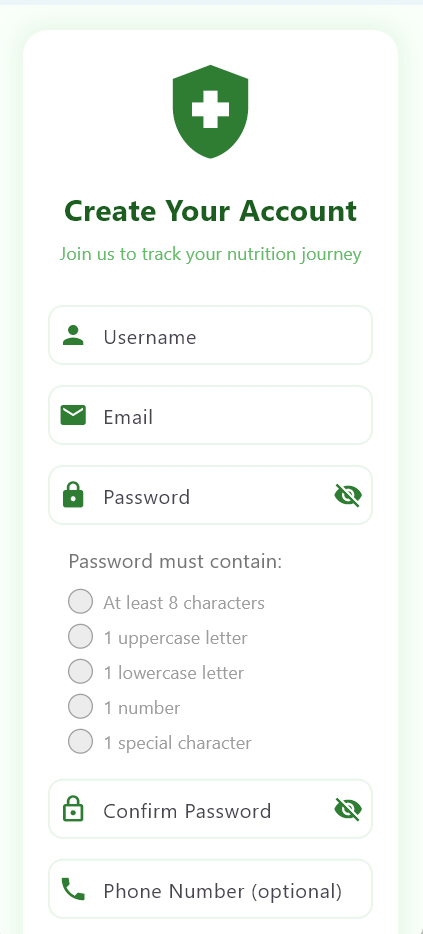 Create Your Account
Join us to track your nutrition journey
Username
Email
Password
Password must contain:
At least 8 characters
1 uppercase letter
1 lowercase letter
1 number
1 special character
Confirm Password
Phone Number (optional)